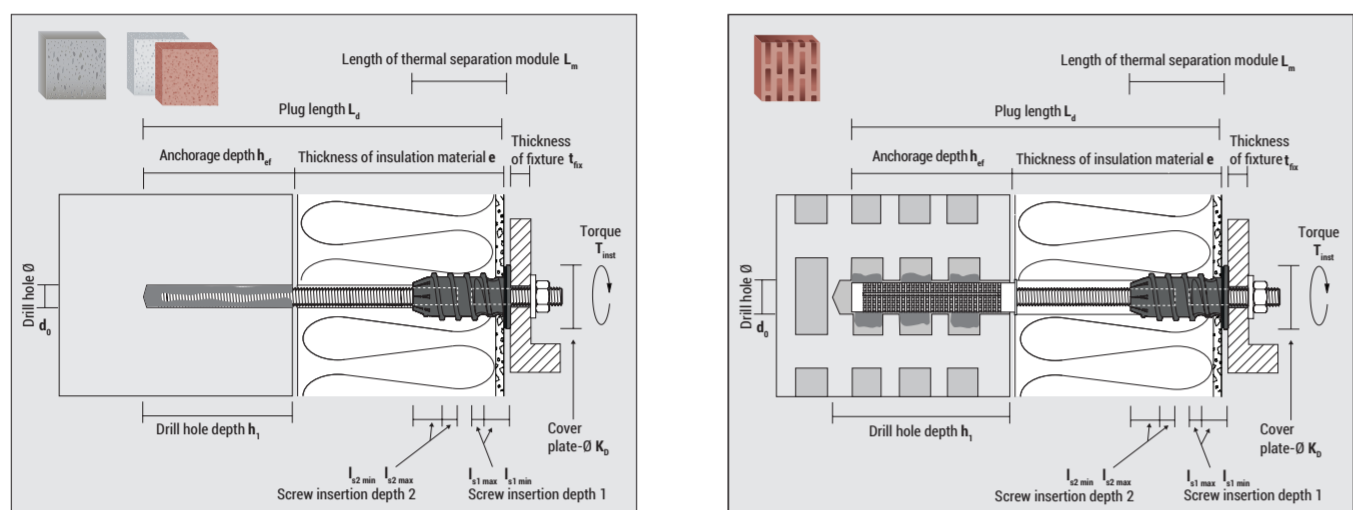 Length of thermal separation module Lm
Plug length Ld
Thickness
of fixture tfix
Anchorage depth hef
Thickness of insulation material e
Torque
Tinst
Drill hole Ø
d0
Drill hole depth h1
Cover
plate-Ø KD
ls2 min ls2 max
Screw insertion depth 2
ls1 max ls1 min
Screw insertion depth 1
Length of thermal separation module Lm
Plug length Ld
Thickness
of fixture tfix
Anchorage depth hef
Thickness of insulation material e
Torque
Tinst
Drill hole Ø
d0
Drill hole depth h1
Cover
plate-Ø KD
ls2 min ls2 max
Screw insertion depth 2
ls1 max ls1 min
Screw insertion depth 1